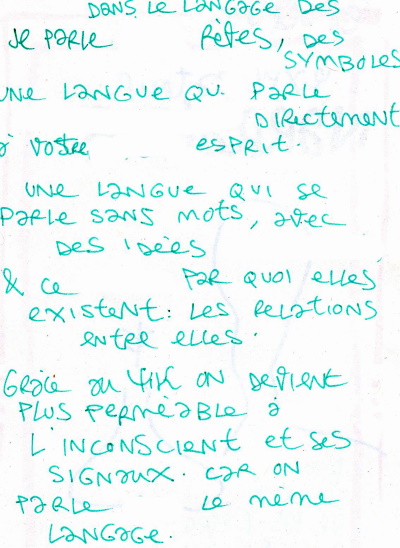 DANS LE LANGAGE DES
JE PARLE RÊTES, DES
SYMBOLES
UNE LANGUE QUI PARLE
DIRECTEMENT
à VOTRE ESPRIT.
UNE LANGUE QUI SE
PARLE SANS MOTS, AVEC
DES IDÉES
& CE PAR QUOI ELLES
EXISTENT: LES RELATIONS
ENTRE ELLES.
GRÂCE AU ON DEVIENT
PLUS PERMÉABLE à
L'INCONSCIENT ET SES
SIGNAUX. CAR ON
PARLE LE MÊME
LANGAGE.